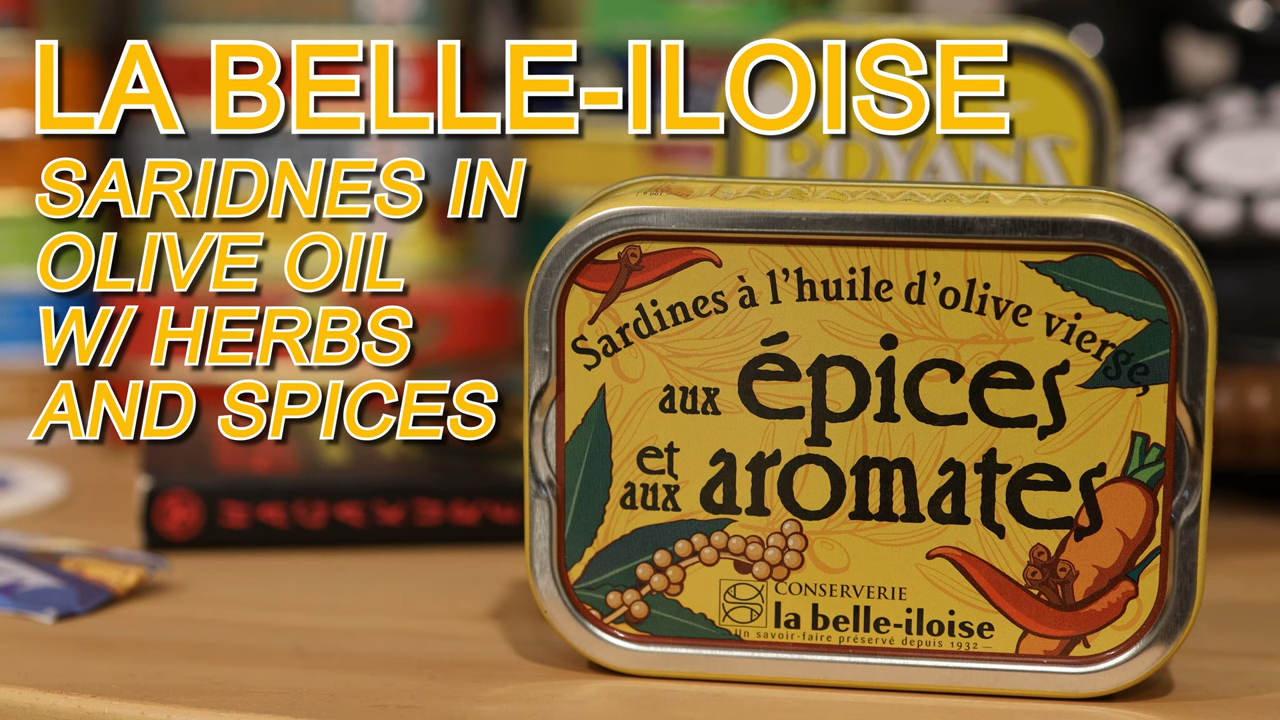 LA BELLE-ILOISE
SARIDNES IN
OLIVE OIL
W/ HERBS
AND SPICES
ROYANS
Sardines à l'huile d'olive vierge,
aux épices
et
aux aromates
CONSERVERIE
la belle-iloise
Un savoir-faire préservé depuis 1932